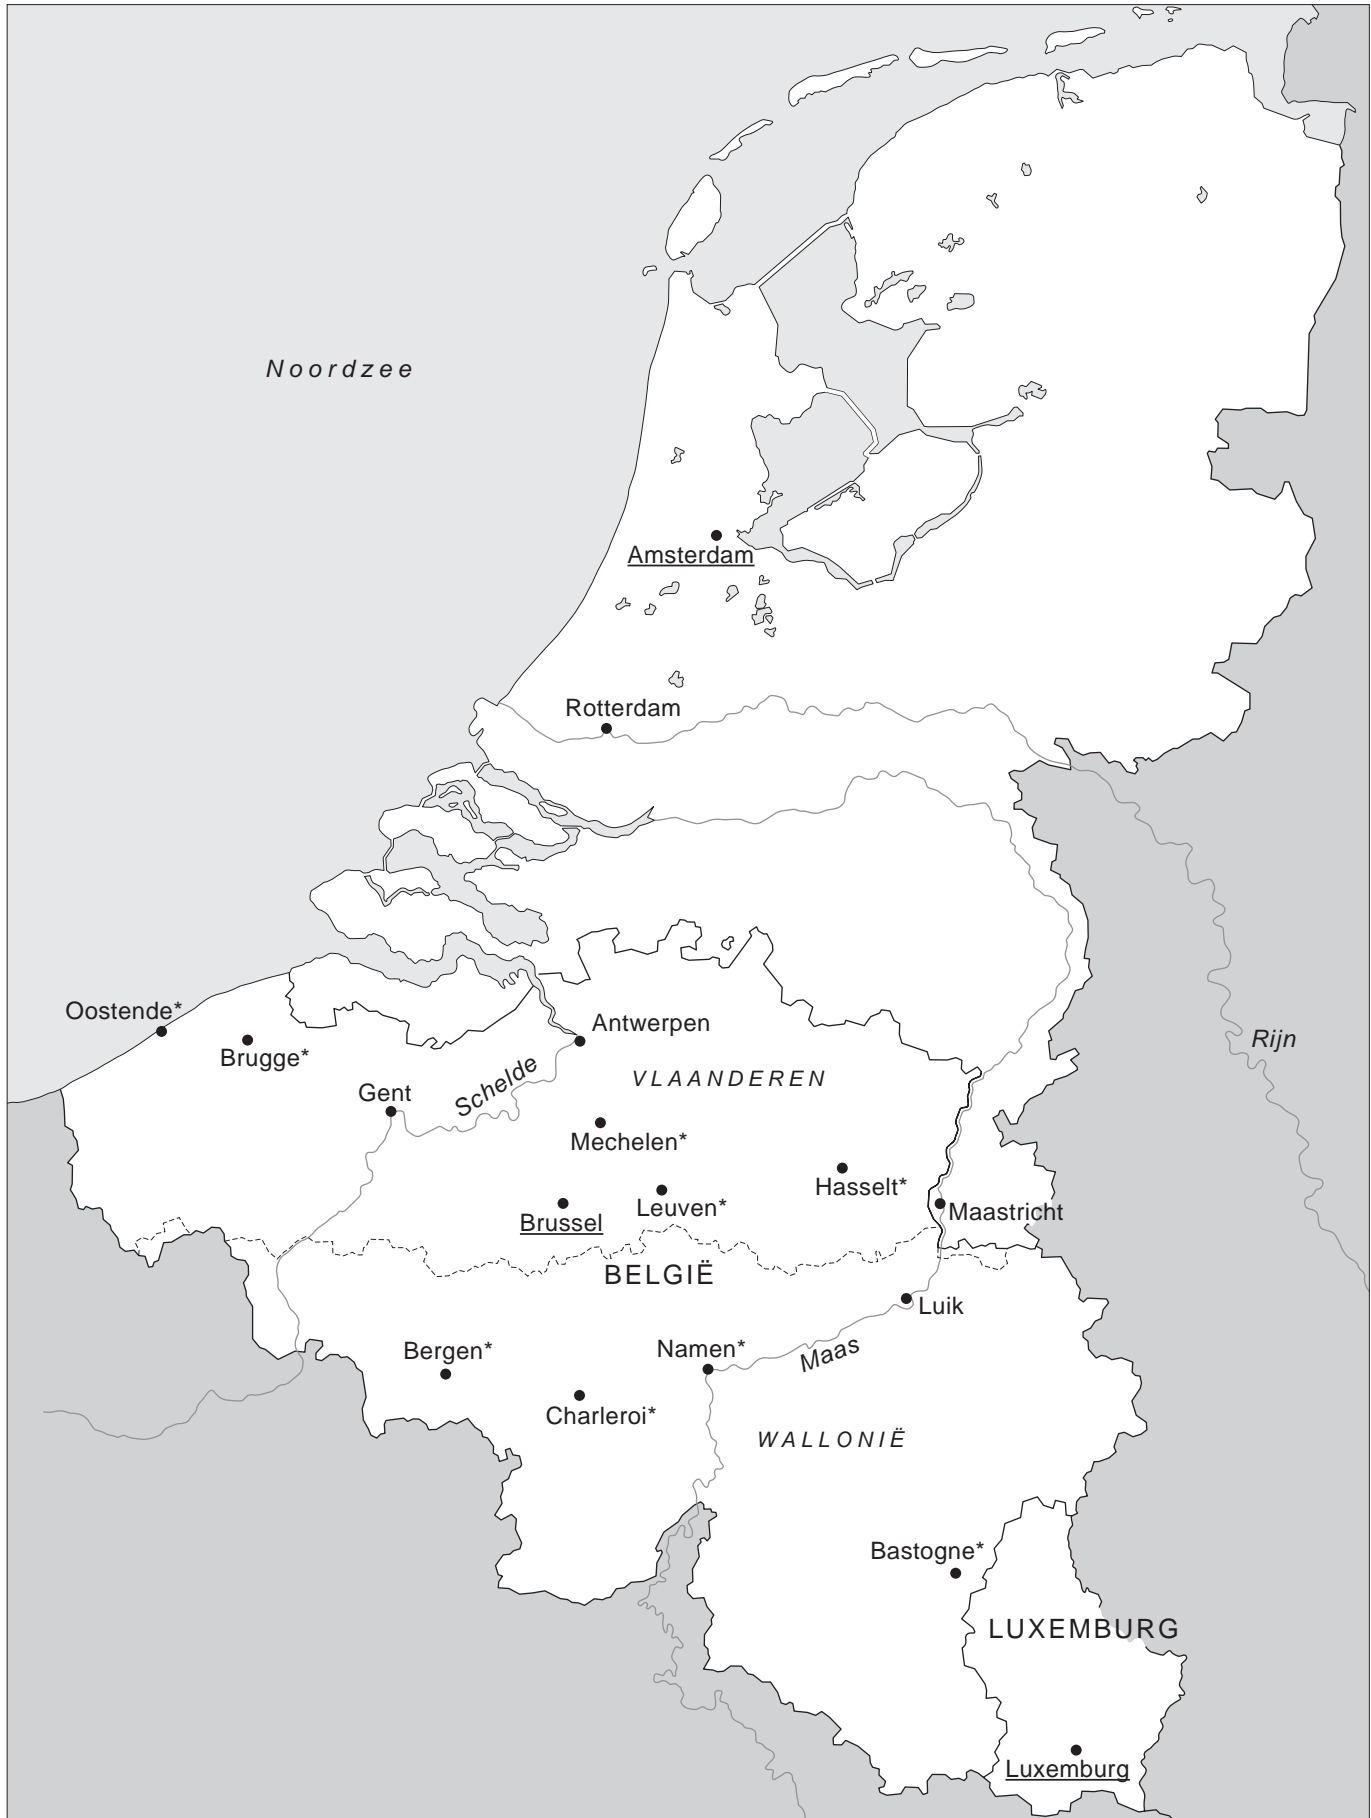 Noordzee
Amsterdam
Rotterdam
Oostende*
Brugge*
Antwerpen
Rijn
Schelde
VLAANDEREN
Gent
Mechelen*
Hasselt*
Leuven*
Brussel
Maastricht
BELGIË
Luik
Bergen*
Namen*
Maas
Charleroi*
WALLONIË
Bastogne*
LUXEMBURG
Luxemburg